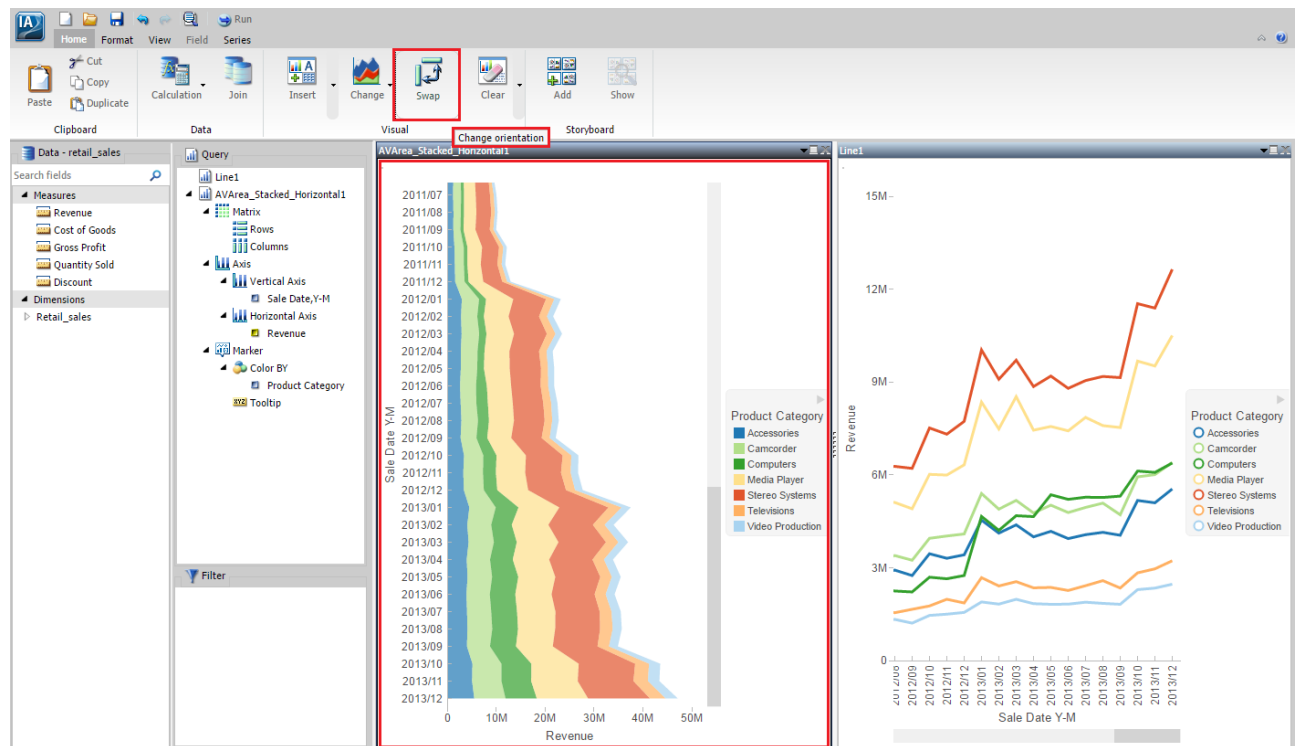 IA
Run
Home Format View Field Series
Cut
Copy
Duplicate
Paste
Calculation
Join
Insert
Change
Swap
Clear
Add
Show
Clipboard
Data
Visual
Storyboard
Change orientation
Data - retail_sales
Search fields
Measures
Revenue
Cost of Goods
Gross Profit
Quantity Sold
Discount
Dimensions
Retail_sales
Query
Line1
AVArea_Stacked_Horizontal1
Matrix
Rows
Columns
Axis
Vertical Axis
Sale Date,Y-M
Horizontal Axis
Revenue
Marker
Color BY
Product Category
XYZ Tooltip
Filter
AVArea_Stacked_Horizontal1
Sale Date Y-M
2011/07
2011/08
2011/09
2011/10
2011/11
2011/12
2012/01
2012/02
2012/03
2012/04
2012/05
2012/06
2012/07
2012/08
2012/09
2012/10
2012/11
2012/12
2013/01
2013/02
2013/03
2013/04
2013/05
2013/06
2013/07
2013/08
2013/09
2013/10
2013/11
2013/12
0 10M 20M 30M 40M 50M
Revenue
Product Category
Accessories
Camcorder
Computers
Media Player
Stereo Systems
Televisions
Video Production
Line1
Revenue
15M
12M
9M
6M
3M
0
2012/08 2012/09 2012/10 2012/11 2012/12 2013/01 2013/02 2013/03 2013/04 2013/05 2013/06 2013/07 2013/08 2013/09 2013/10 2013/11 2013/12
Sale Date Y-M
Product Category
Accessories
Camcorder
Computers
Media Player
Stereo Systems
Televisions
Video Production